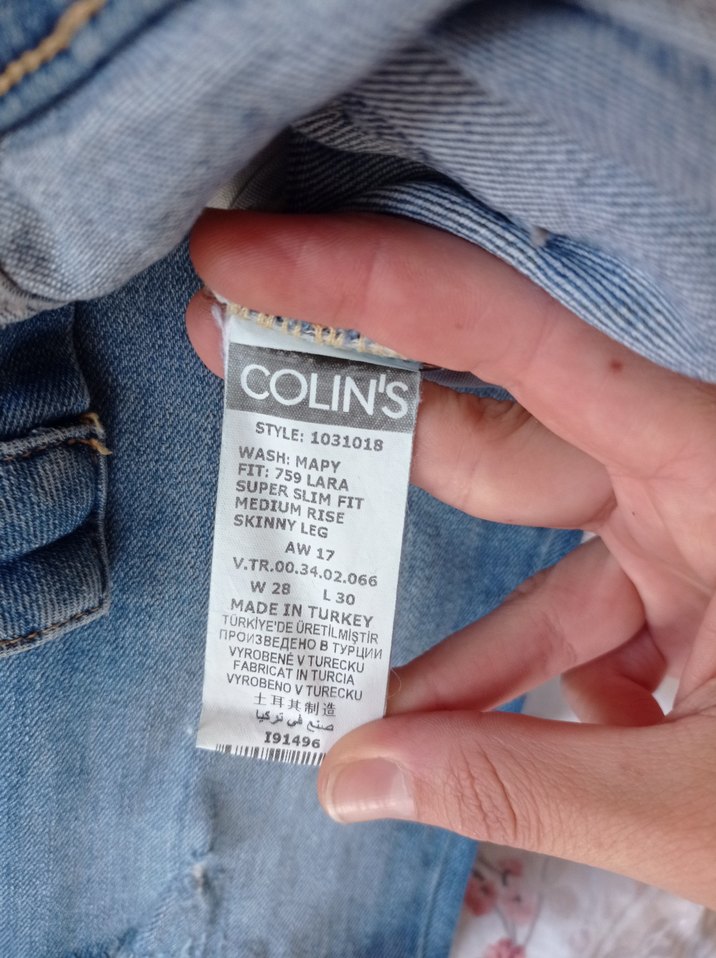 COLIN'S
STYLE: 1031018
WASH: MAPY
FIT: 759 LARA
SUPER SLIM FIT
MEDIUM RISE
SKINNY LEG
AW 17
V.TR.00.34.02.066
W 28 L 30
MADE IN TURKEY
TÜRKİYE'DE ÜRETİLMİŞTİR
ПРОИЗВЕДЕНО В ТУРЦИИ
VYROBENÉ V TURECKU
FABRICAT IN TURCIA
VYROBENO V TURECKU
土耳其制造
صنع في تركيا
I91496